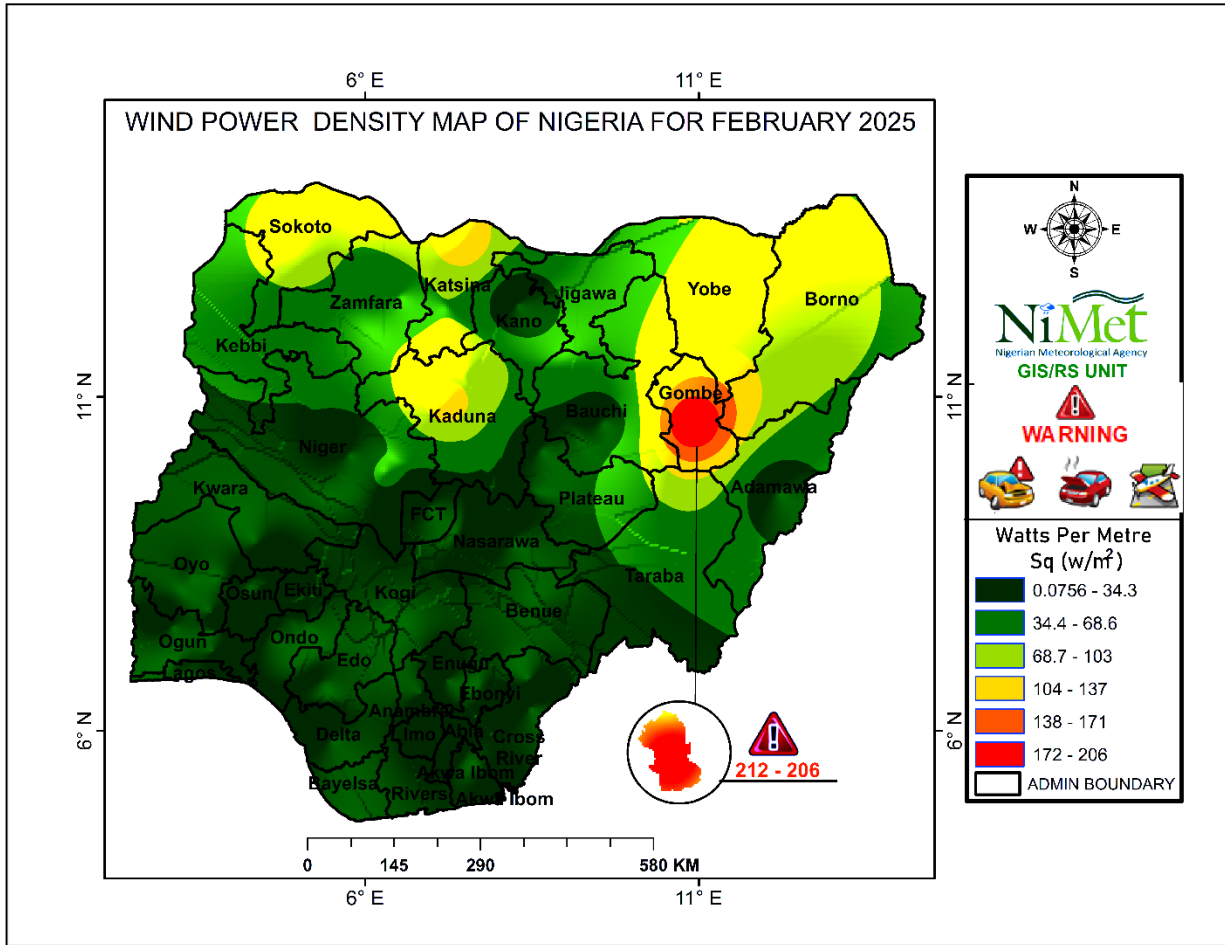 6° E
11° E
WIND POWER DENSITY MAP OF NIGERIA FOR FEBRUARY 2025
N
W
E
S
NiMet
Nigerian Meteorological Agency
GIS/RS UNIT
WARNING
Watts Per Metre
Sq (w/m²)
0.0756 - 34.3
34.4 - 68.6
68.7 - 103
104 - 137
138 - 171
172 - 206
ADMIN BOUNDARY
11° N
11° N
6° N
6° N
Sokoto
Katsina
Zamfara
Jigawa
Kano
Yobe
Borno
Kebbi
Gombe
Kaduna
Bauchi
Niger
Kwara
Plateau
Adamawa
FCT
Nasarawa
Oyo
Taraba
Osun
Ekiti
Kogi
Benue
Ogun
Ondo
Edo
Enugu
Lagos
Ebonyi
Anambra
Delta
Imo
Abia
Cross
River
Bayelsa
Rivers
Akwa Ibom
Akwa Ibom
212 - 206
0
145
290
580 KM
6° E
11° E